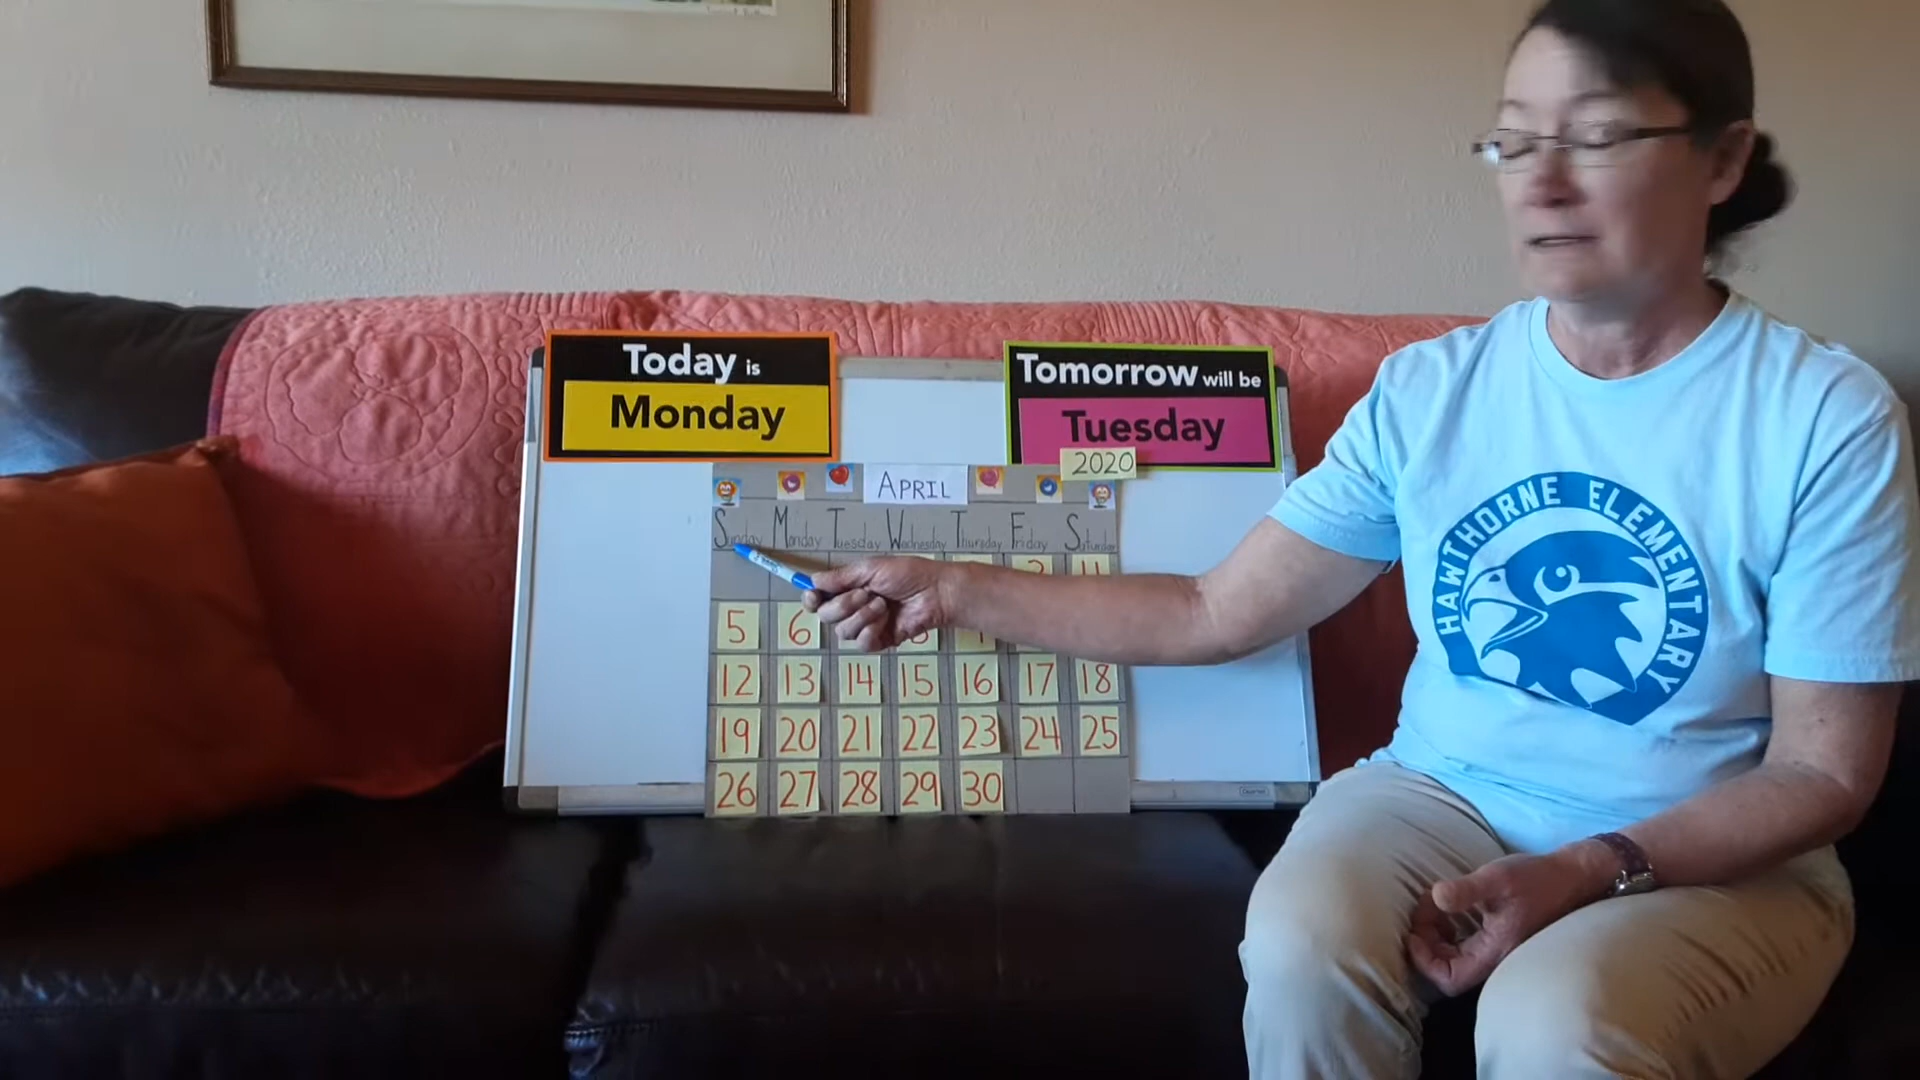 Today is
Monday
Tomorrow will be
Tuesday
2020
APRIL
Sunday Monday Tuesday Wednesday Thursday Friday Saturday
5 6
12 13 14 15 16 17 18
19 20 21 22 23 24 25
26 27 28 29 30
HAWTHORNE ELEMENTARY